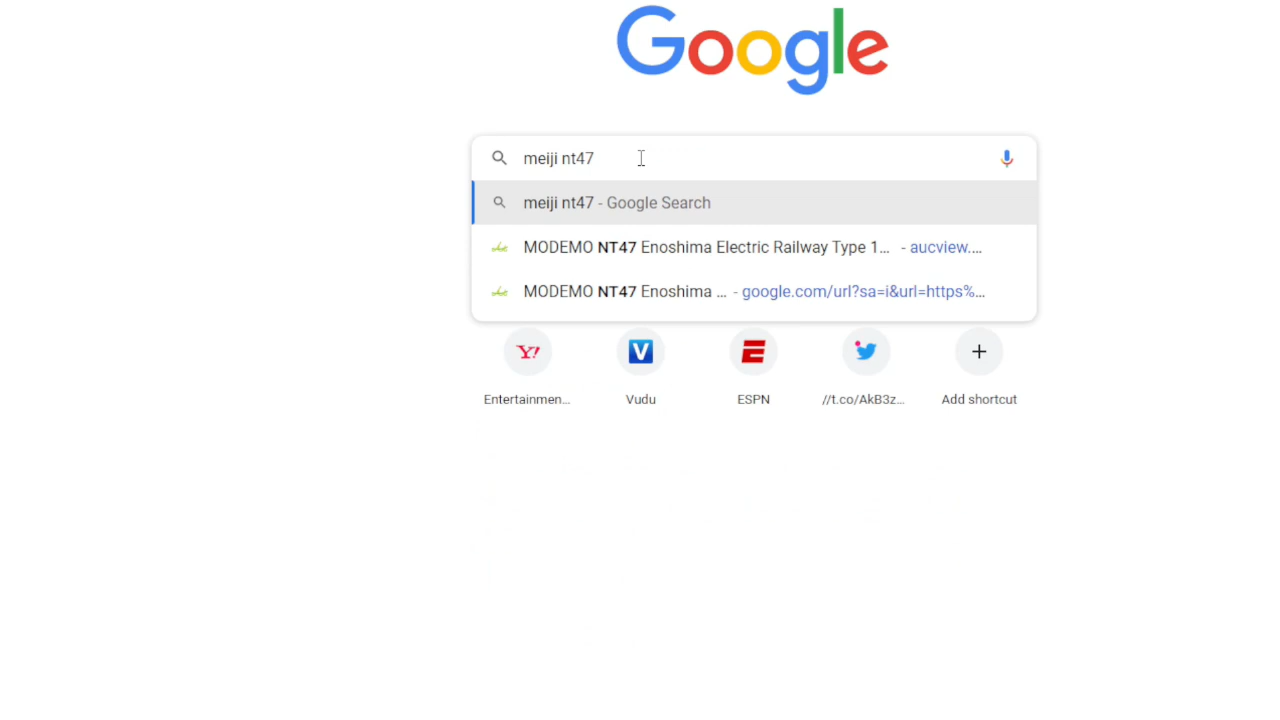 Google
meiji nt47
meiji nt47 - Google Search
MODEMO NT47 Enoshima Electric Railway Type 1... - aucview....
MODEMO NT47 Enoshima ... - google.com/url?sa=i&url=https%...
Y!
V
E
Entertainmen...
Vudu
ESPN
//t.co/AkB3z...
Add shortcut